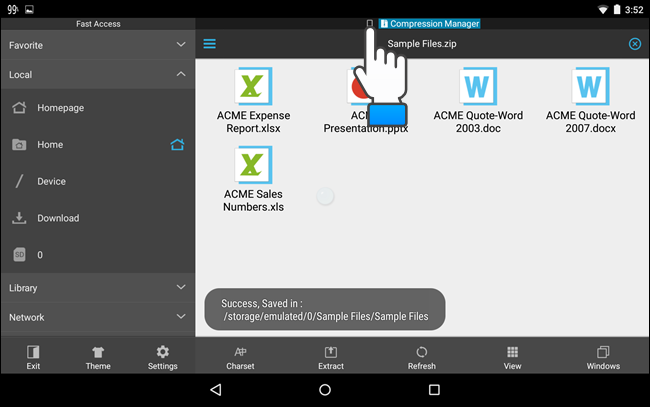 99%
3:52
Fast Access
Compression Manager
Favorite
Sample Files.zip
Local
Homepage
Home
Device
Download
SD
0
Library
Network
ACME Expense
Report.xlsx
ACM
Presentation.pptx
ACME Quote-Word
2003.doc
ACME Quote-Word
2007.docx
ACME Sales
Numbers.xls
Success, Saved in :
/storage/emulated/0/Sample Files/Sample Files
Exit
Theme
Settings
Charset
Extract
Refresh
View
Windows